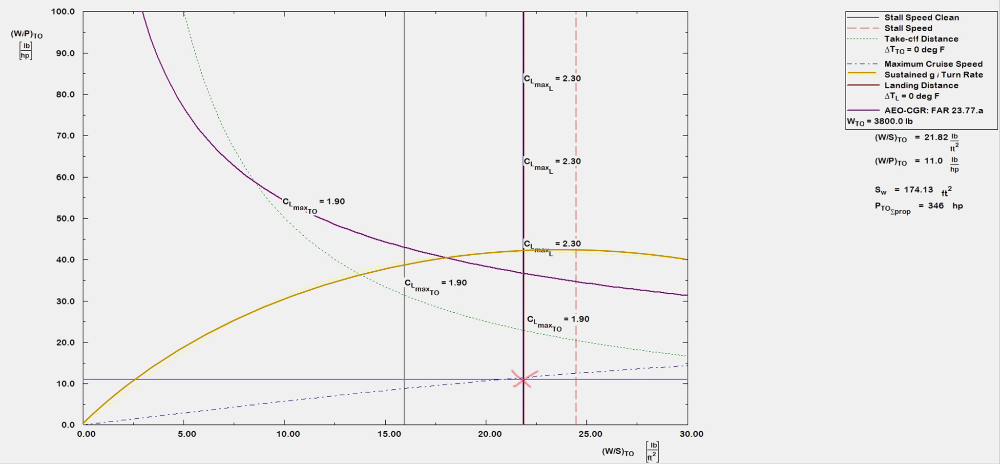 (W/P)TO
[lb/hp]
100.0
90.0
80.0
70.0
60.0
50.0
40.0
30.0
20.0
10.0
0.0
CLmaxL = 2.30
CLmaxL = 2.30
CLmaxTO = 1.90
CLmaxL = 2.30
CLmaxTO = 1.90
CLmaxTO = 1.90
0.00 5.00 10.00 15.00 20.00 25.00 30.00
(W/S)TO [lb/ft²]
Stall Speed Clean
Stall Speed
Take-off Distance
ΔTTO = 0 deg F
Maximum Cruise Speed
Sustained g / Turn Rate
Landing Distance
ΔTL = 0 deg F
AEO-CGR: FAR 23.77.a
WTO = 3800.0 lb
(W/S)TO = 21.82 lb/ft²
(W/P)TO = 11.0 lb/hp
Sw = 174.13 ft²
PTOΣprop = 346 hp